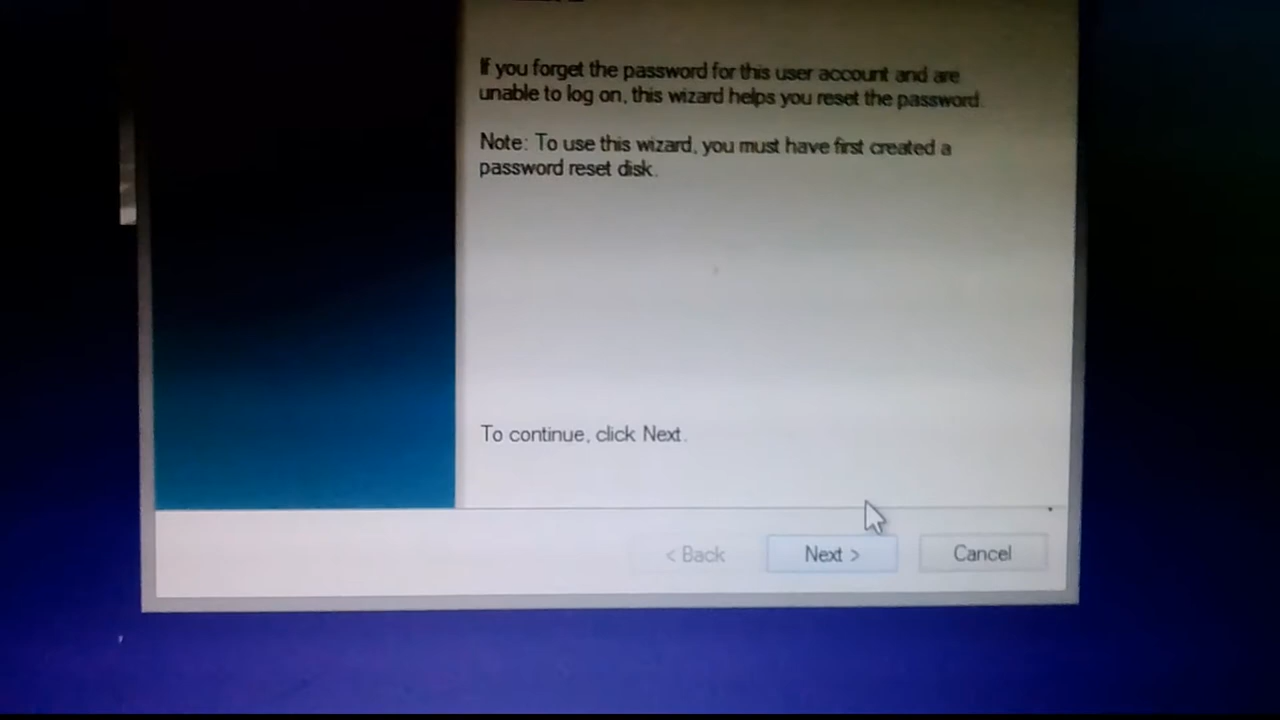 If you forget the password for this user account and are
unable to log on, this wizard helps you reset the password.
Note: To use this wizard, you must have first created a
password reset disk.
To continue, click Next.
< Back Next > Cancel